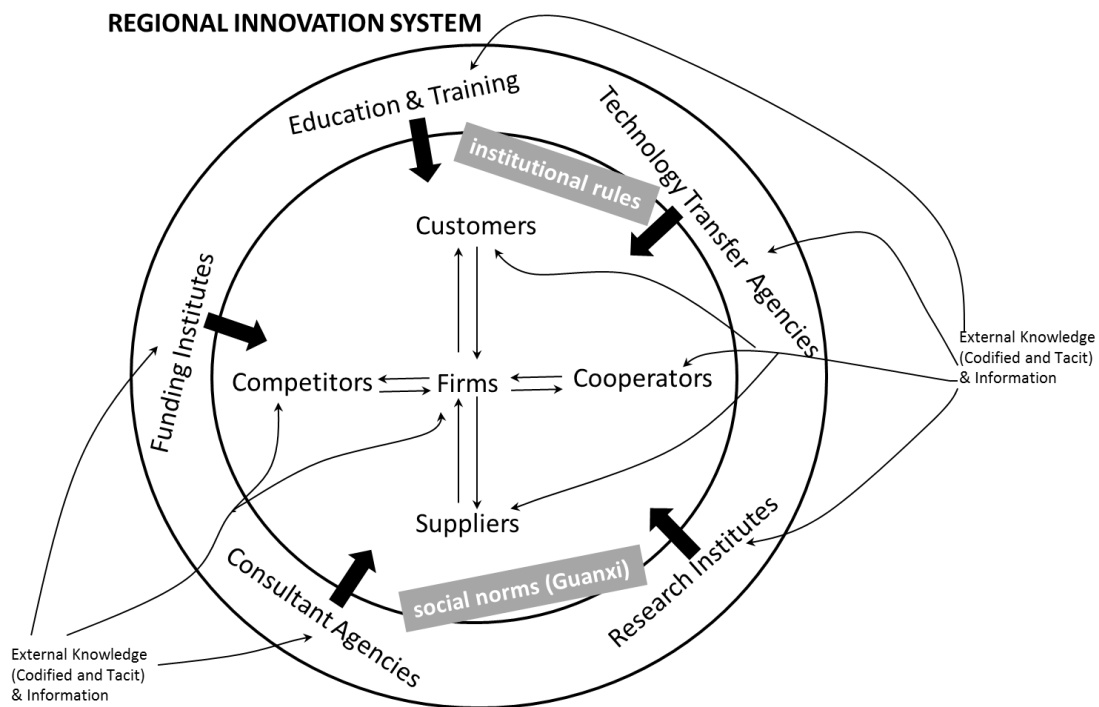 REGIONAL INNOVATION SYSTEM
Education & Training
Technology Transfer Agencies
institutional rules
Customers
Funding Institutes
External Knowledge
(Codified and Tacit)
& Information
Competitors
Firms
Cooperators
Suppliers
Consultant Agencies
social norms (Guanxi)
Research Institutes
External Knowledge
(Codified and Tacit)
& Information